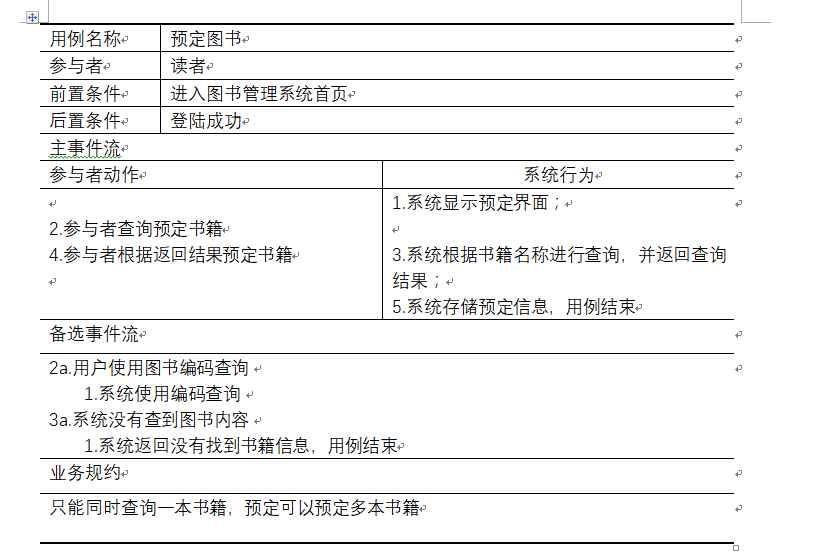 用例名称 预定图书
参与者 读者
前置条件 进入图书管理系统首页
后置条件 登陆成功
主事件流
参与者动作 系统行为
1.系统显示预定界面；
2.参与者查询预定书籍
4.参与者根据返回结果预定书籍
3.系统根据书籍名称进行查询，并返回查询
结果；
5.系统存储预定信息，用例结束
备选事件流
2a.用户使用图书编码查询
1.系统使用编码查询
3a.系统没有查到图书内容
1.系统返回没有找到书籍信息，用例结束
业务规约
只能同时查询一本书籍，预定可以预定多本书籍